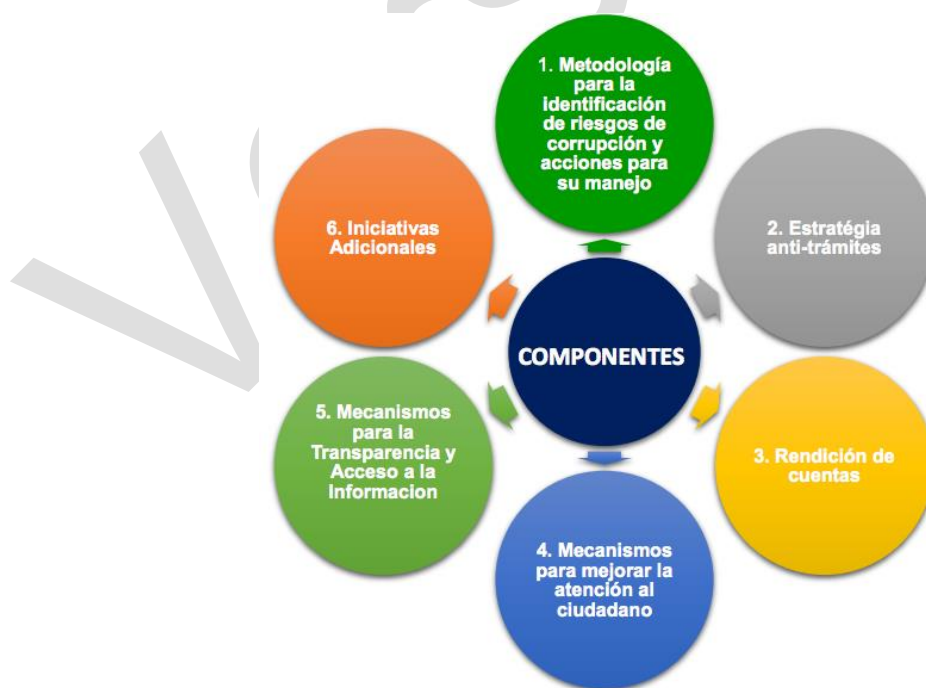 1. Metodología
para la
identificación
de riesgos de
corrupción y
acciones para
su manejo
2. Estratégia
anti-trámites
3. Rendición de
cuentas
4. Mecanismos
para mejorar la
atención al
ciudadano
5. Mecanismos
para la
Transparencia y
Acceso a la
Informacion
6. Iniciativas
Adicionales
COMPONENTES